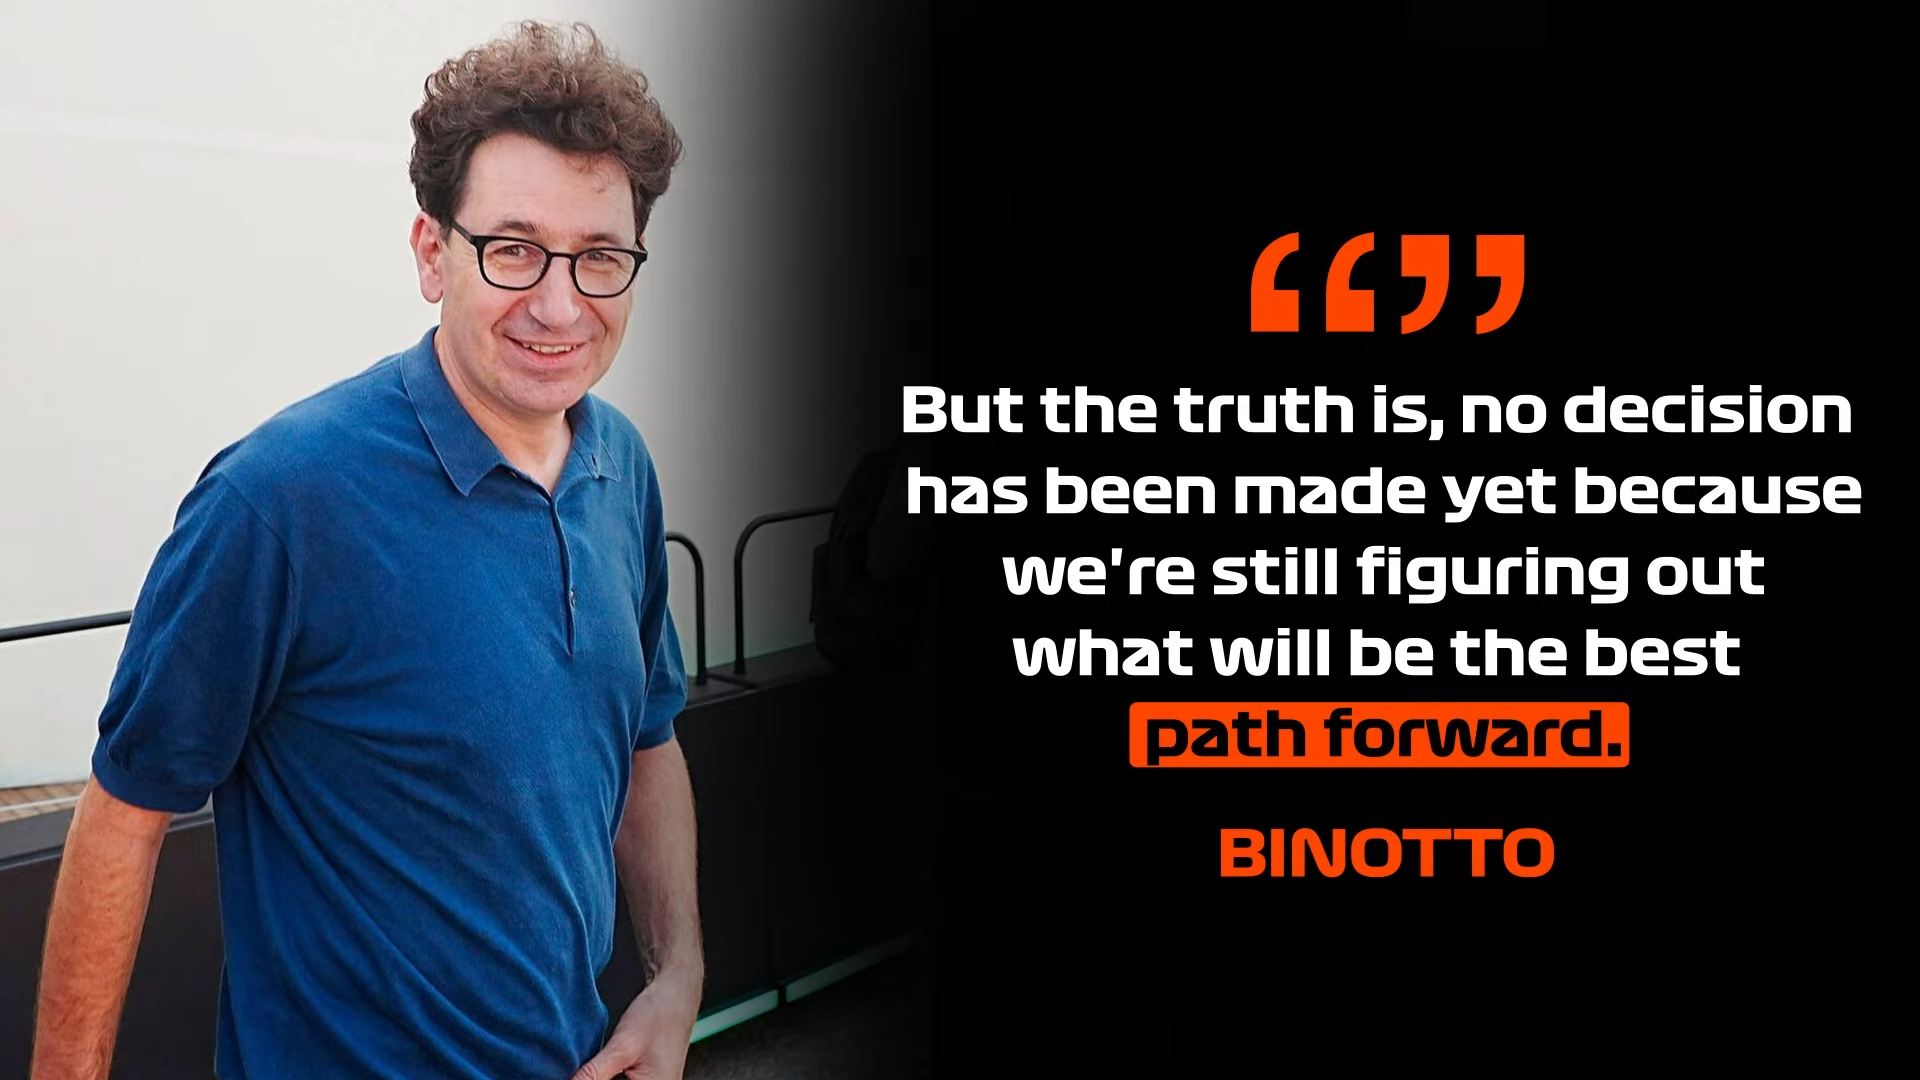 “”
But the truth is, no decision
has been made yet because
we're still figuring out
what will be the best
path forward.
BINOTTO